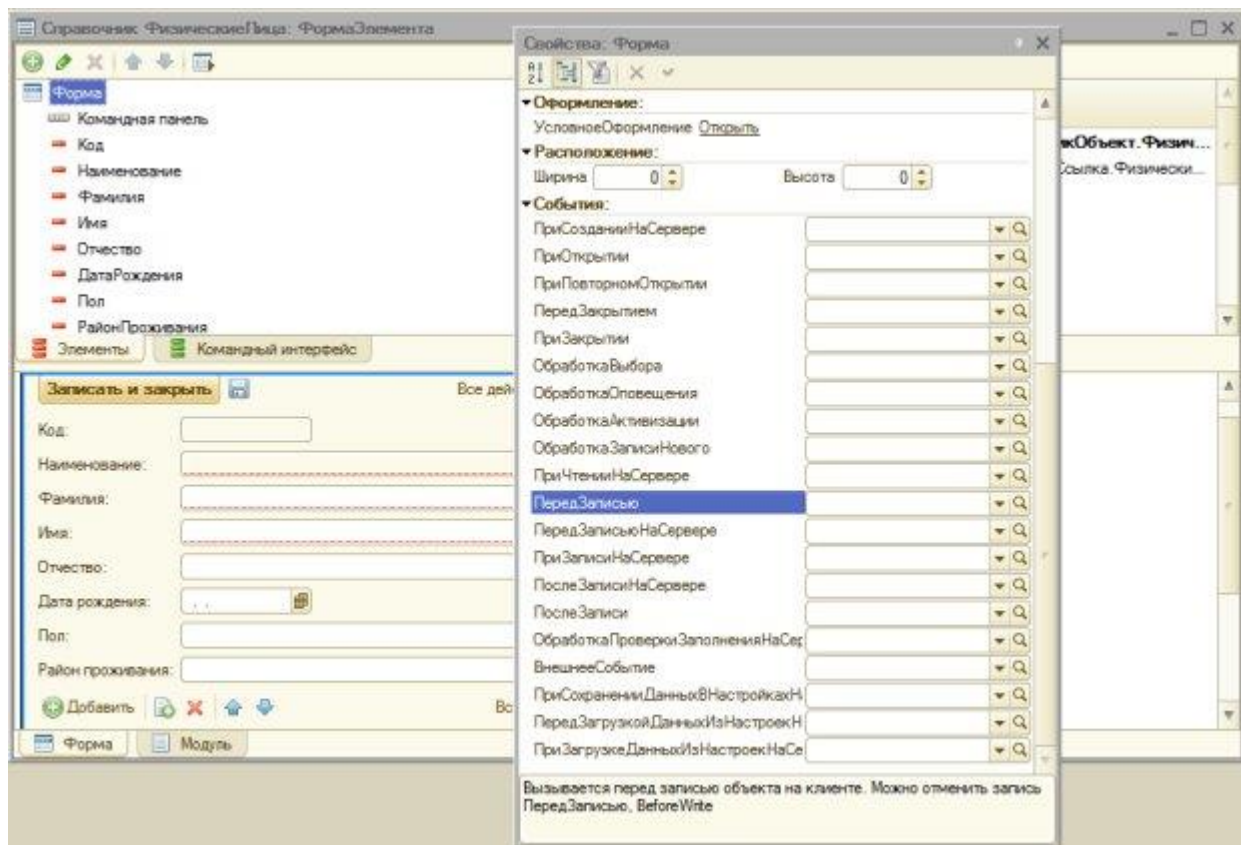 Справочник ФизическиеЛица: ФормаЭлемента
Форма
Командная панель
Код
Наименование
Фамилия
Имя
Отчество
ДатаРождения
Пол
РайонПроживания
Элементы
Командный интерфейс
Записать и закрыть
Все дей
Код:
Наименование:
Фамилия:
Имя:
Отчество:
Дата рождения:
Пол:
Район проживания:
Добавить
Вс
Форма
Модуль
Свойства: Форма
Оформление:
УсловноеОформление Открыть
Расположение:
Ширина 0 Высота 0
События:
ПриСозданииНаСервере
ПриОткрытии
ПриПовторномОткрытии
ПередЗакрытием
ПриЗакрытии
ОбработкаВыбора
ОбработкаОповещения
ОбработкаАктивизации
ОбработкаЗаписиНового
ПриЧтенииНаСервере
ПередЗаписью
ПередЗаписьюНаСервере
ПриЗаписиНаСервере
ПослеЗаписиНаСервере
ПослеЗаписи
ОбработкаПроверкиЗаполненияНаСер
ВнешнееСобытие
ПриСохраненииДанныхВНастройкахН
ПередЗагрузкойДанныхИзНастроекН
ПриЗагрузкеДанныхИзНастроекНаСе
Вызывается перед записью объекта на клиенте. Можно отменить запись
ПередЗаписью, BeforeWrite
кОбъект.Физич...
Ссылка.Физически...